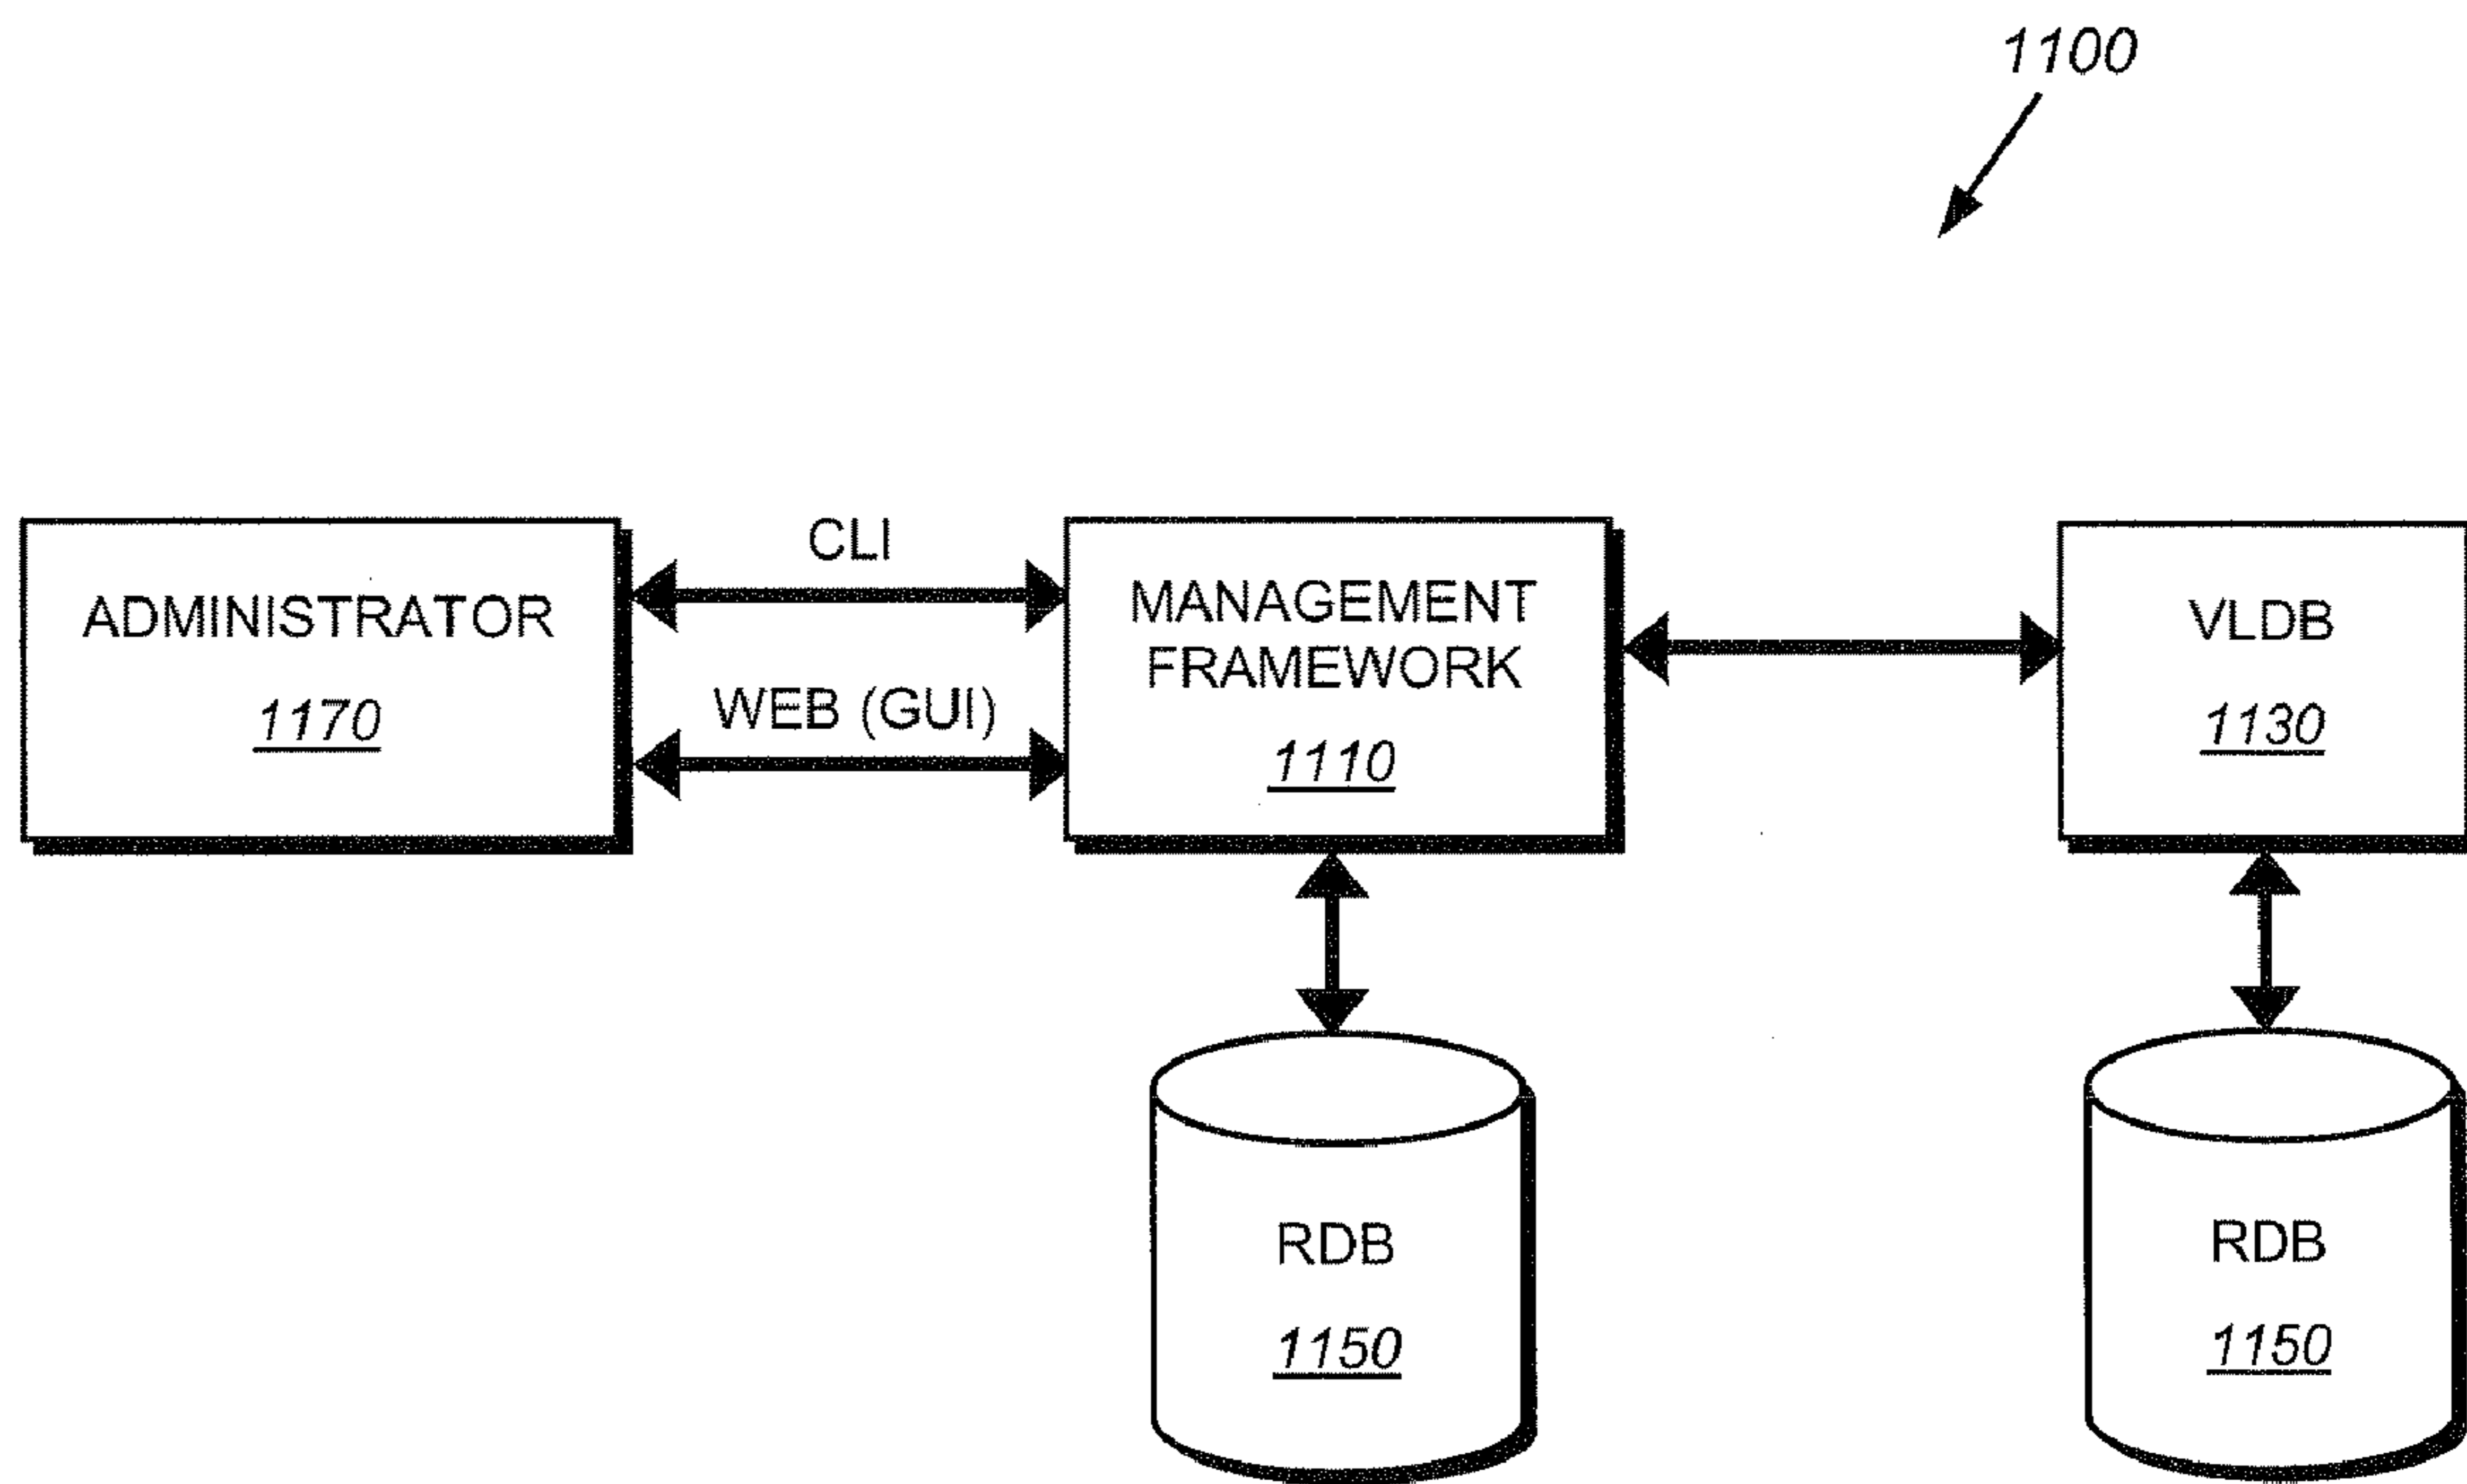 1100
ADMINISTRATOR
1170
CLI
WEB (GUI)
MANAGEMENT
FRAMEWORK
1110
VLDB
1130
RDB
1150
RDB
1150